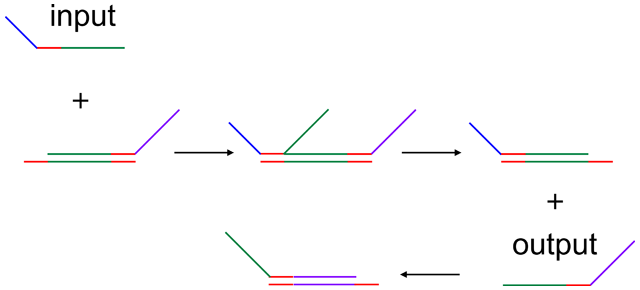 input
+
+
output